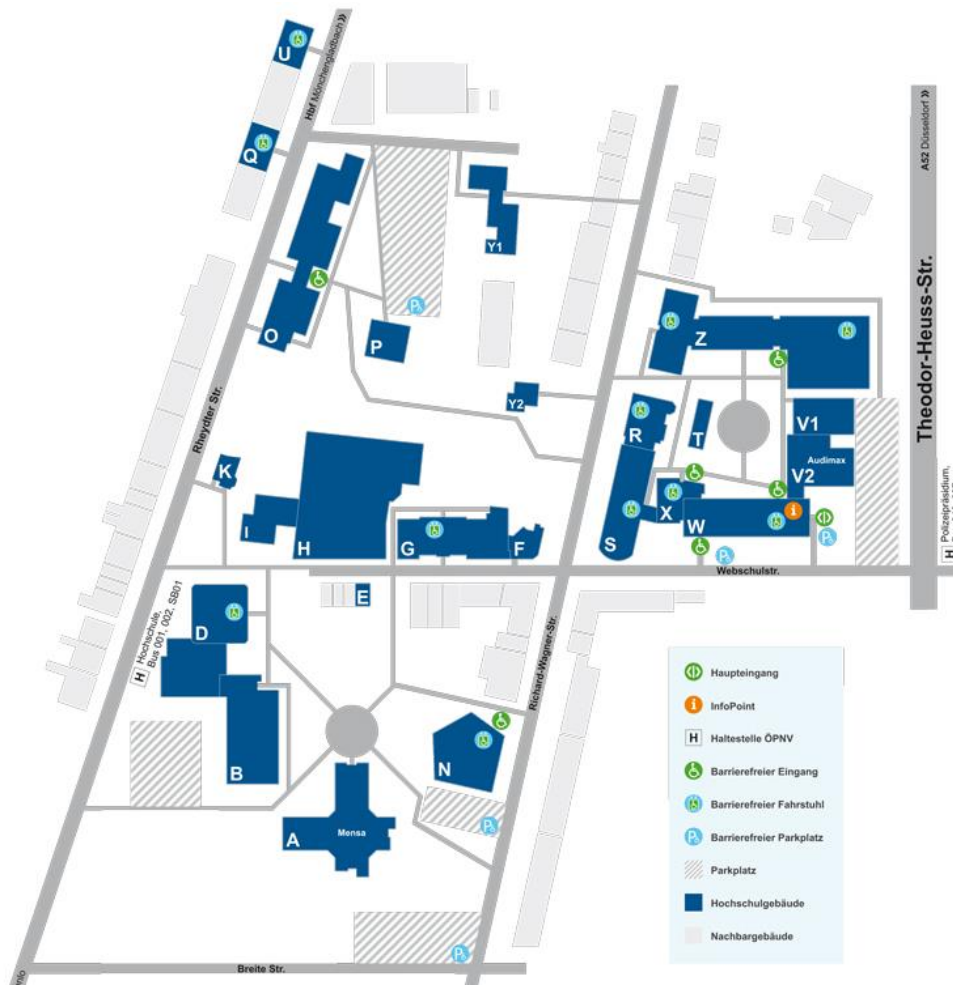 U
Hbf Mönchengladbach
Q
A52 Düsseldorf
Theodor-Heuss-Str.
Y1
O
P
Z
Y2
Rheydter Str.
R
T
V1
Audimax
V2
K
I
H
G
F
S
X
W
Polizeipräsidium,
H
Webschulstr.
E
Hochschule,
Bus 001, 002, SB01
H
D
Richard-Wagner-Str.
B
N
A
Mensa
Breite Str.
Haupteingang
InfoPoint
H Haltestelle ÖPNV
Barrierefreier Eingang
Barrierefreier Fahrstuhl
Barrierefreier Parkplatz
Parkplatz
Hochschulgebäude
Nachbargebäude